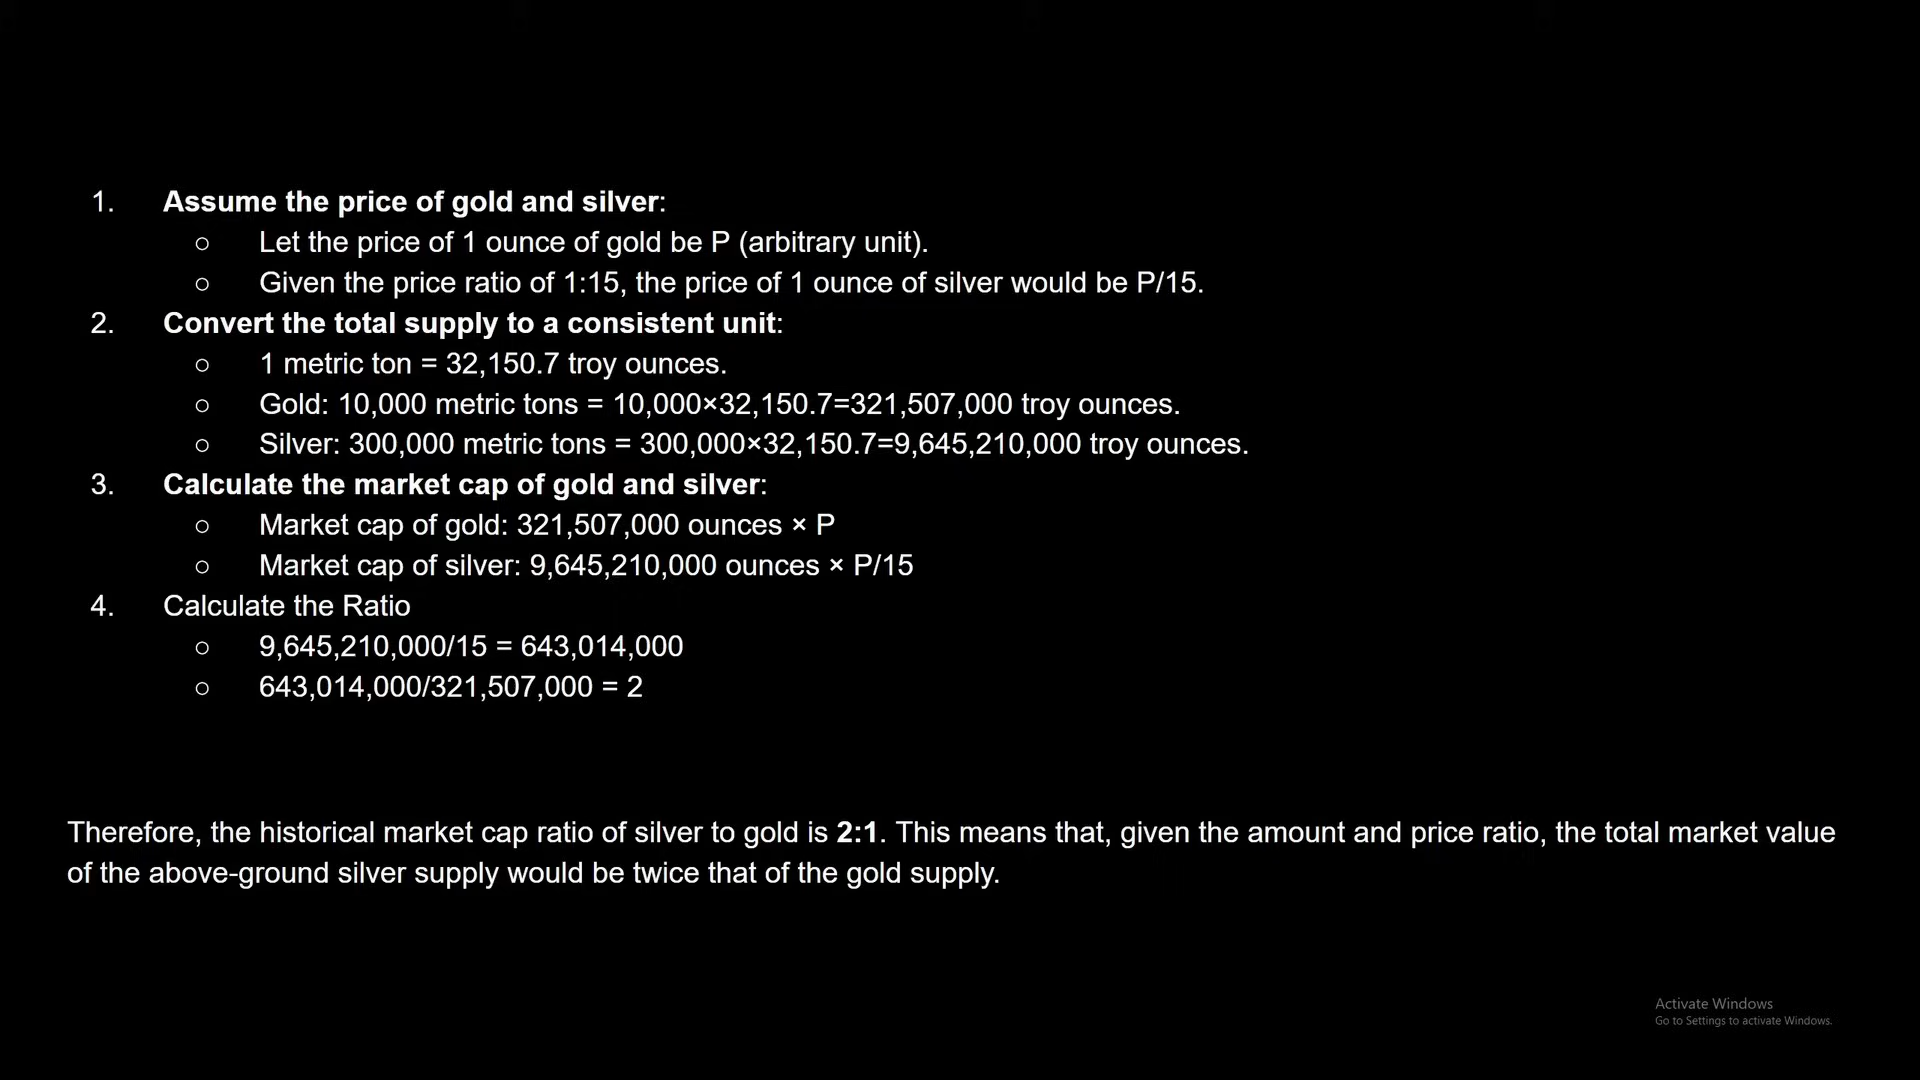 1. Assume the price of gold and silver:
○ Let the price of 1 ounce of gold be P (arbitrary unit).
○ Given the price ratio of 1:15, the price of 1 ounce of silver would be P/15.
2. Convert the total supply to a consistent unit:
○ 1 metric ton = 32,150.7 troy ounces.
○ Gold: 10,000 metric tons = 10,000×32,150.7=321,507,000 troy ounces.
○ Silver: 300,000 metric tons = 300,000×32,150.7=9,645,210,000 troy ounces.
3. Calculate the market cap of gold and silver:
○ Market cap of gold: 321,507,000 ounces × P
○ Market cap of silver: 9,645,210,000 ounces × P/15
4. Calculate the Ratio
○ 9,645,210,000/15 = 643,014,000
○ 643,014,000/321,507,000 = 2
Therefore, the historical market cap ratio of silver to gold is 2:1. This means that, given the amount and price ratio, the total market value
of the above-ground silver supply would be twice that of the gold supply.
Activate Windows
Go to Settings to activate Windows.